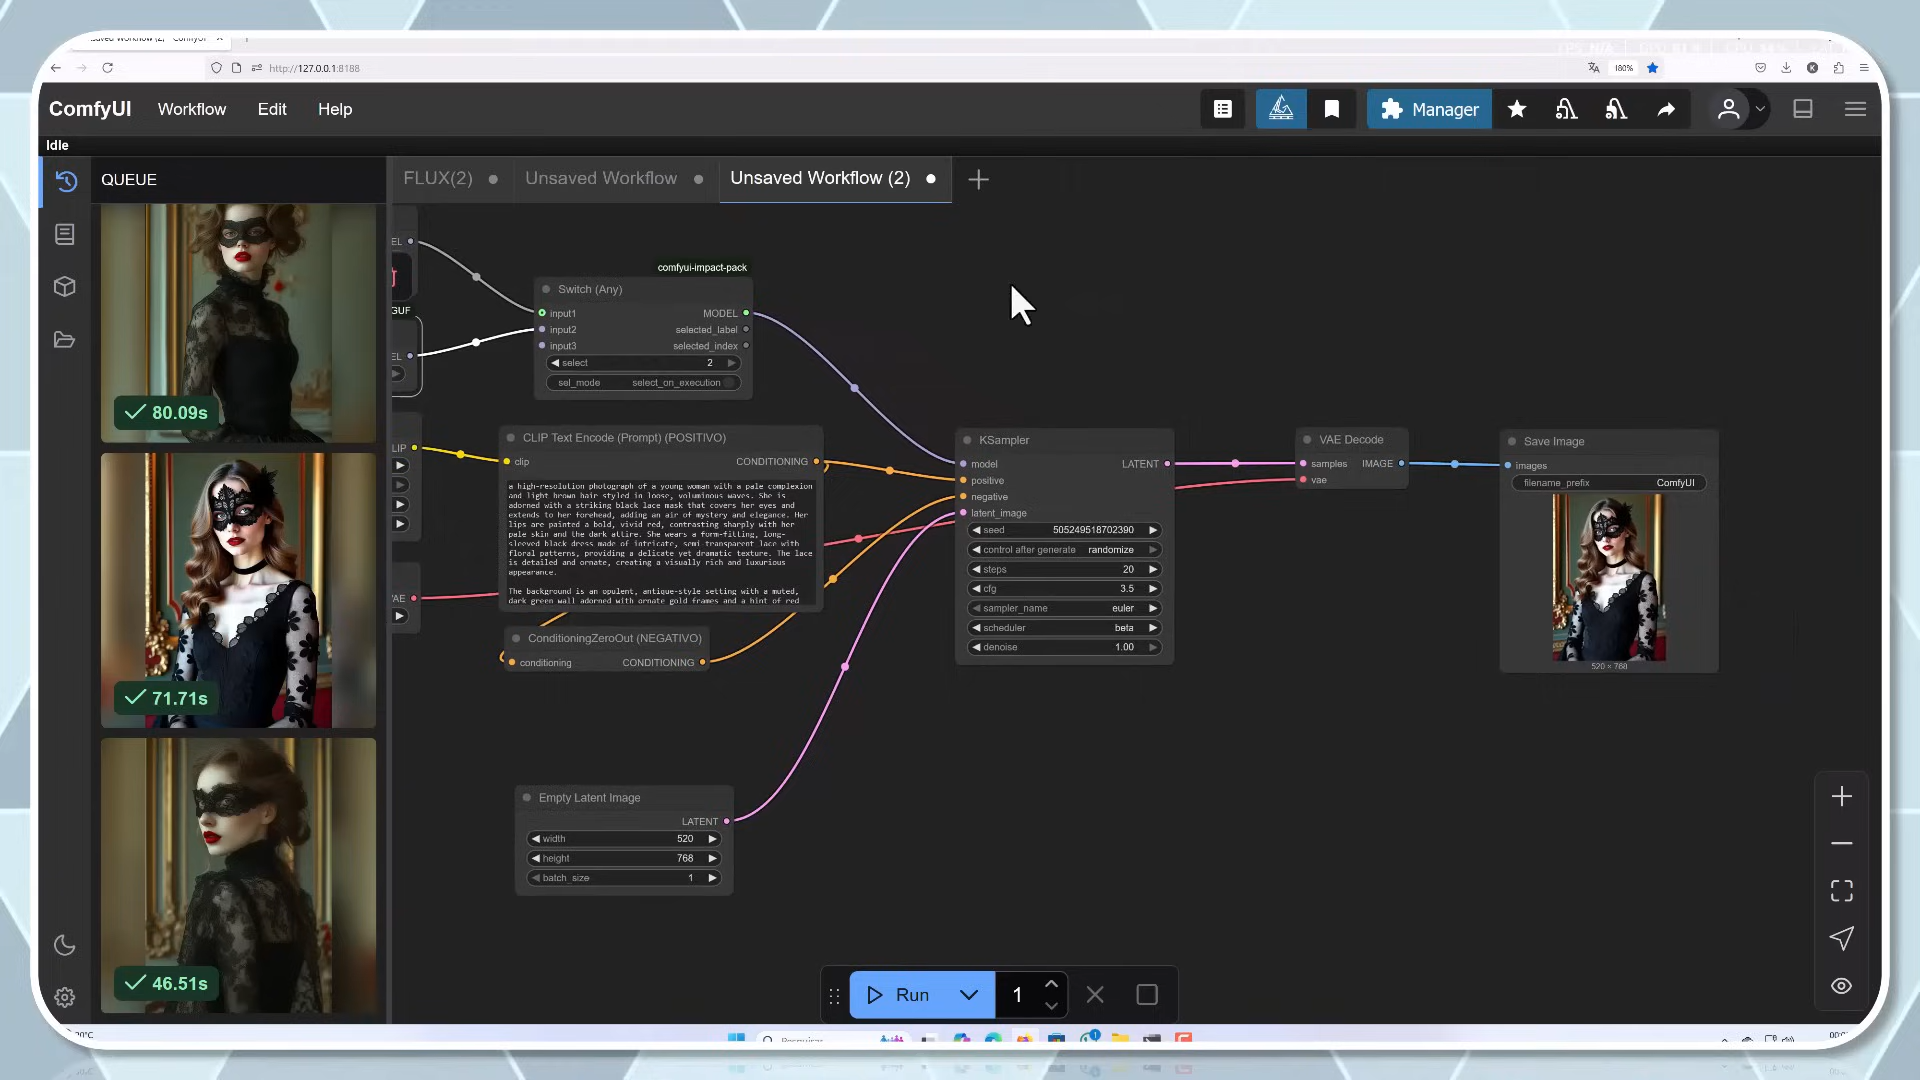 http://127.0.0.1:8188
180%
ComfyUI
Workflow
Edit
Help
Manager
Idle
QUEUE
FLUX(2)
Unsaved Workflow
Unsaved Workflow (2)
80.09s
71.71s
46.51s
EL
GUF
EL
LIP
VAE
comfyui-impact-pack
Switch (Any)
input1 MODEL
input2 selected_label
input3 selected_index
select 2
sel_mode select_on_execution
CLIP Text Encode (Prompt) (POSITIVO)
clip CONDITIONING
a high-resolution photograph of a young woman with a pale complexion
and light brown hair styled in loose, voluminous waves. She is
adorned with a striking black lace mask that covers her eyes and
extends to her forehead, adding an air of mystery and elegance. Her
lips are painted a bold, vivid red, contrasting sharply with her
pale skin and the dark attire. She wears a form-fitting, long-
sleeved black dress made of intricate, semi-transparent lace with
floral patterns, providing a delicate yet dramatic texture. The lace
is detailed and ornate, creating a visually rich and luxurious
appearance.
The background is an opulent, antique-style setting with a muted,
dark green wall adorned with ornate gold frames and a hint of red
ConditioningZeroOut (NEGATIVO)
conditioning CONDITIONING
Empty Latent Image
LATENT
width 520
height 768
batch_size 1
KSampler
model LATENT
positive
negative
latent_image
seed 505249518702390
control after generate randomize
steps 20
cfg 3.5
sampler_name euler
scheduler beta
denoise 1.00
VAE Decode
samples IMAGE
vae
Save Image
images
filename_prefix ComfyUI
520 × 768
Run
1